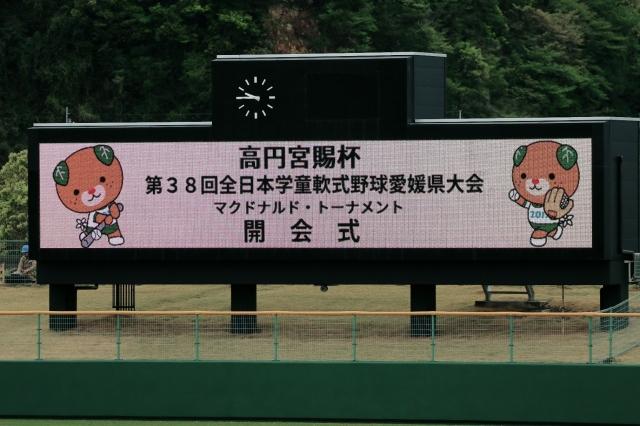 高円宮賜杯
第３８回全日本学童軟式野球愛媛県大会
マクドナルド・トーナメント
開 会 式